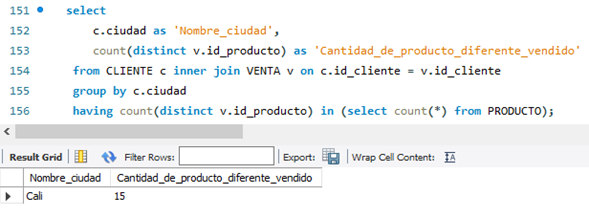 151 select
152 c.ciudad as 'Nombre_ciudad',
153 count(distinct v.id_producto) as 'Cantidad_de_producto_diferente_vendido'
154 from CLIENTE c inner join VENTA v on c.id_cliente = v.id_cliente
155 group by c.ciudad
156 having count(distinct v.id_producto) in (select count(*) from PRODUCTO);
Result Grid Filter Rows: Export: Wrap Cell Content: IA
Nombre_ciudad Cantidad_de_producto_diferente_vendido
Cali 15